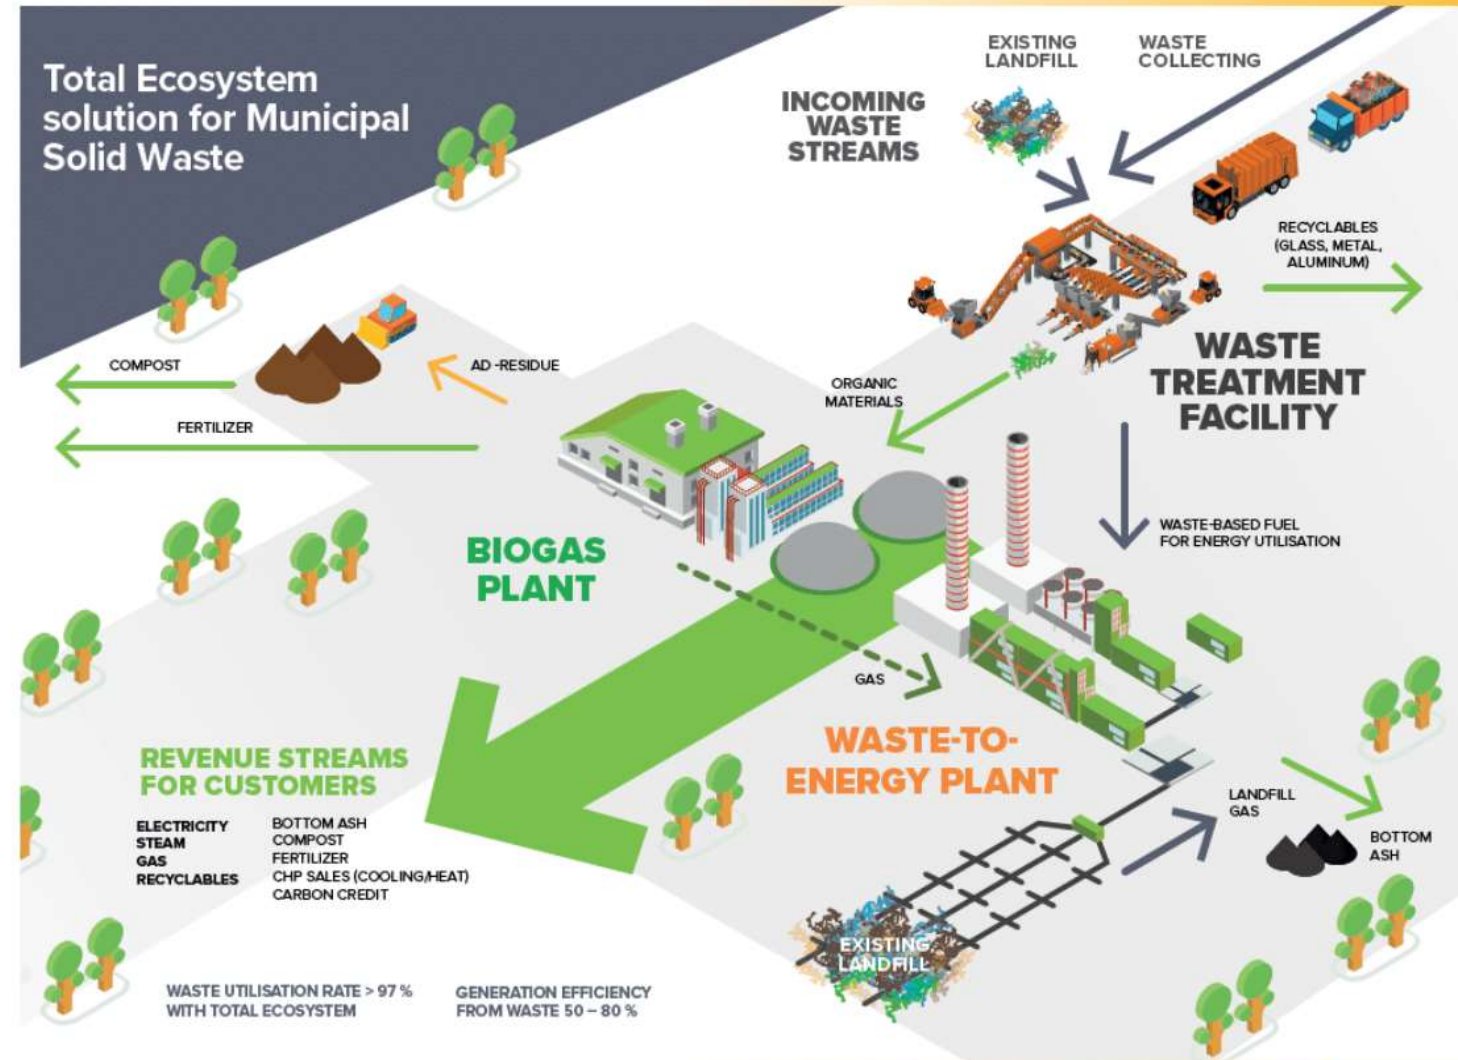 Total Ecosystem
solution for Municipal
Solid Waste
EXISTING
LANDFILL
WASTE
COLLECTING
INCOMING
WASTE
STREAMS
RECYCLABLES
(GLASS, METAL,
ALUMINUM)
WASTE
TREATMENT
FACILITY
COMPOST
AD -RESIDUE
ORGANIC
MATERIALS
FERTILIZER
WASTE-BASED FUEL
FOR ENERGY UTILISATION
BIOGAS
PLANT
GAS
WASTE-TO-
ENERGY PLANT
REVENUE STREAMS
FOR CUSTOMERS
ELECTRICITY
STEAM
GAS
RECYCLABLES
BOTTOM ASH
COMPOST
FERTILIZER
CHP SALES (COOLING/HEAT)
CARBON CREDIT
LANDFILL
GAS
BOTTOM
ASH
EXISTING
LANDFILL
WASTE UTILISATION RATE > 97 %
WITH TOTAL ECOSYSTEM
GENERATION EFFICIENCY
FROM WASTE 50 – 80 %